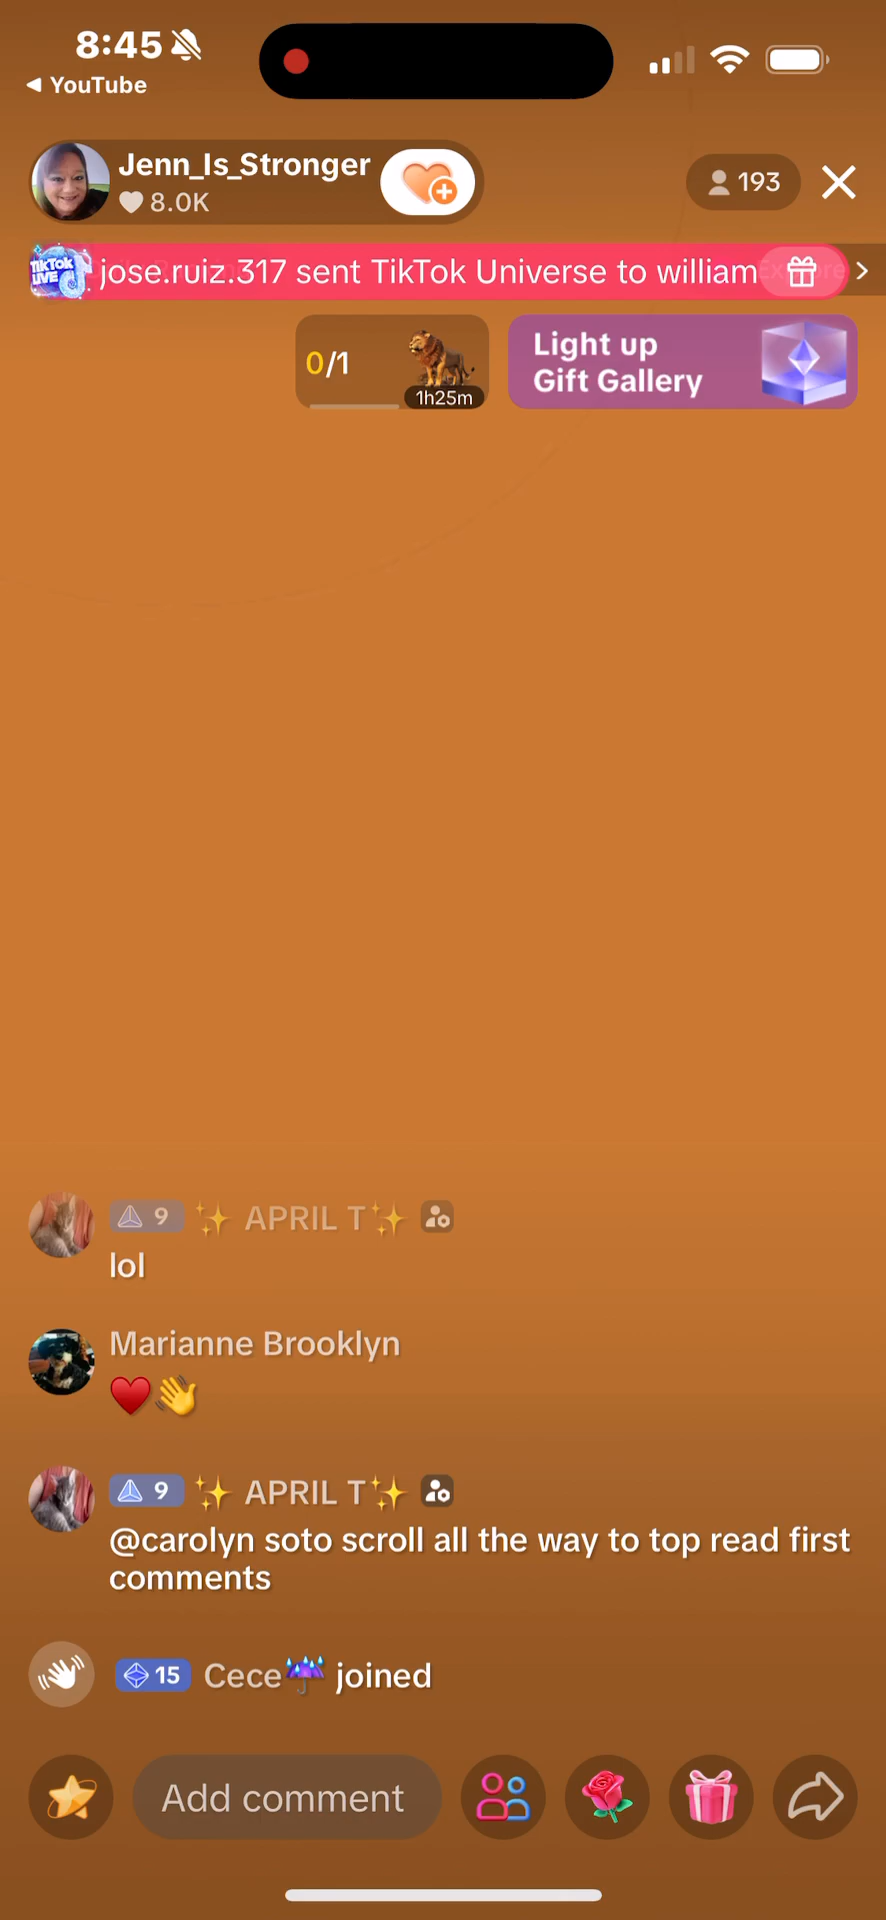 8:45
◀ YouTube
Jenn_Is_Stronger
8.0K
193
TikTok LIVE
jose.ruiz.317 sent TikTok Universe to william
0/1
1h25m
Light up
Gift Gallery
9 ✨ APRIL T✨
lol
Marianne Brooklyn
♥️👋
9 ✨ APRIL T✨
@carolyn soto scroll all the way to top read first
comments
15 Cece☔ joined
Add comment